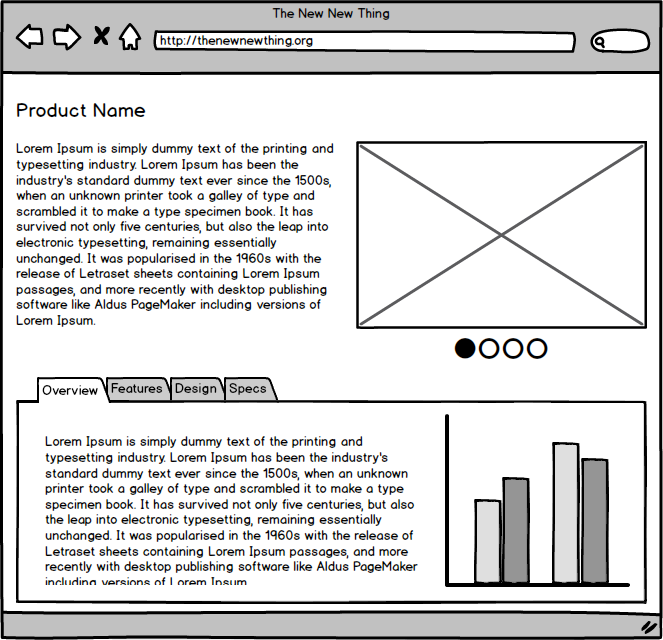 The New New Thing
http://thenewnewthing.org
Product Name
Lorem Ipsum is simply dummy text of the printing and
typesetting industry. Lorem Ipsum has been the
industry's standard dummy text ever since the 1500s,
when an unknown printer took a galley of type and
scrambled it to make a type specimen book. It has
survived not only five centuries, but also the leap into
electronic typesetting, remaining essentially
unchanged. It was popularised in the 1960s with the
release of Letraset sheets containing Lorem Ipsum
passages, and more recently with desktop publishing
software like Aldus PageMaker including versions of
Lorem Ipsum.
Overview Features Design Specs
Lorem Ipsum is simply dummy text of the printing and
typesetting industry. Lorem Ipsum has been the industry's
standard dummy text ever since the 1500s, when an unknown
printer took a galley of type and scrambled it to make a type
specimen book. It has survived not only five centuries, but also
the leap into electronic typesetting, remaining essentially
unchanged. It was popularised in the 1960s with the release of
Letraset sheets containing Lorem Ipsum passages, and more
recently with desktop publishing software like Aldus PageMaker
including versions of Lorem Ipsum.